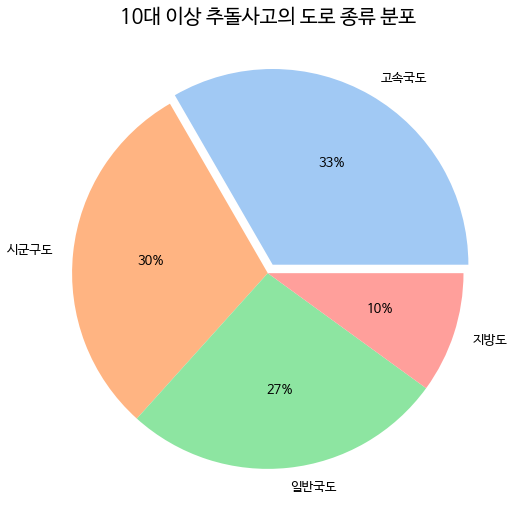 10대 이상 추돌사고의 도로 종류 분포
고속국도
33%
시군구도
30%
10%
지방도
27%
일반국도